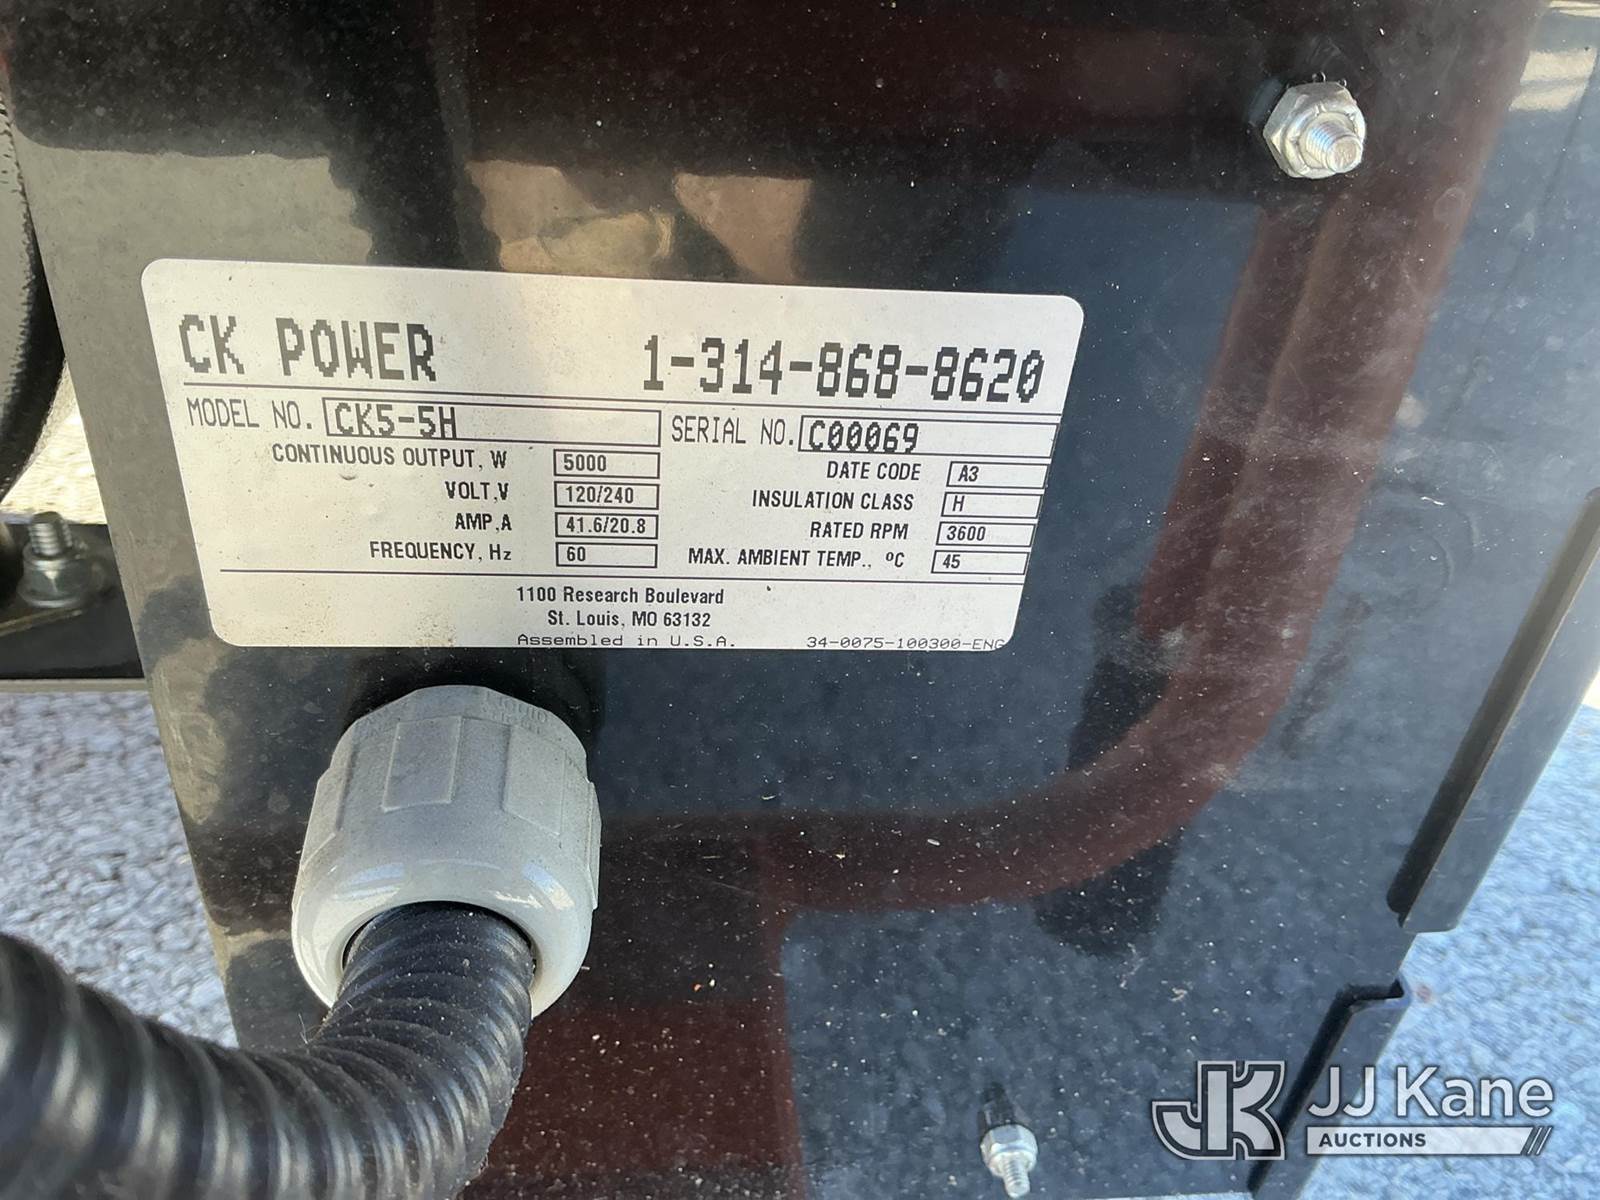 CK POWER 1-314-868-8620
MODEL NO. CK5-5H SERIAL NO. C00069
CONTINUOUS OUTPUT, W 5000 DATE CODE A3
VOLT,V 120/240 INSULATION CLASS H
AMP,A 41.6/20.8 RATED RPM 3600
FREQUENCY, Hz 60 MAX. AMBIENT TEMP., ºC 45
1100 Research Boulevard
St. Louis, MO 63132
Assembled in U.S.A. 34-0075-100300-ENG
JK JJ Kane
AUCTIONS